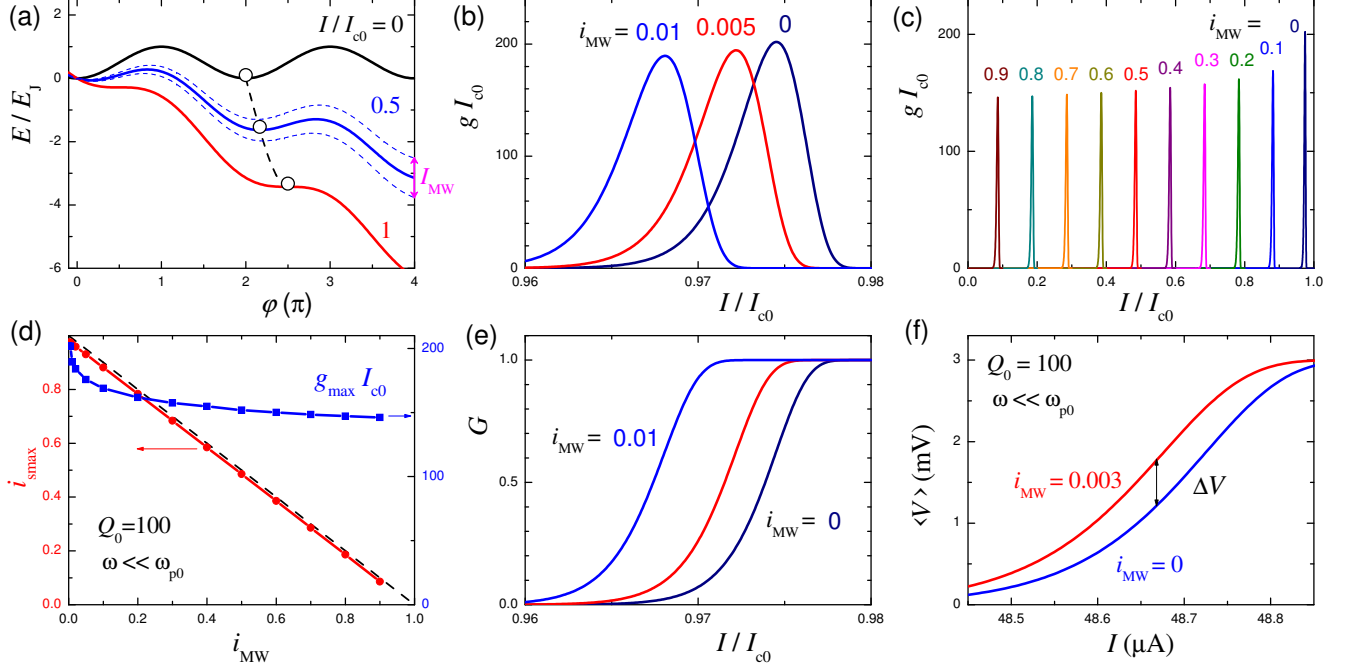 (a)
I / I_c0 = 0
0.5
I_MW
1
E / E_J
2
0
-2
-4
-6
0 1 2 3 4
φ (π)
(b)
i_MW = 0.01 0.005 0
g I_c0
200
100
0
0.96 0.97 0.98
I / I_c0
(c)
i_MW = 0
0.9 0.8 0.7 0.6 0.5 0.4 0.3 0.2 0.1
g I_c0
200
100
0
0.0 0.2 0.4 0.6 0.8 1.0
I / I_c0
(d)
g_max I_c0
i_smax
0.8
0.6
0.4
0.2
0.0
200
100
0
Q_0=100
ω << ω_p0
0.0 0.2 0.4 0.6 0.8 1.0
i_MW
(e)
G
1.0
0.5
0.0
i_MW = 0.01
i_MW = 0
0.96 0.97 0.98
I / I_c0
(f)
Q_0 = 100
ω << ω_p0
⟨V⟩ (mV)
3
2
1
0
i_MW = 0.003
ΔV
i_MW = 0
48.5 48.6 48.7 48.8
I (μA)